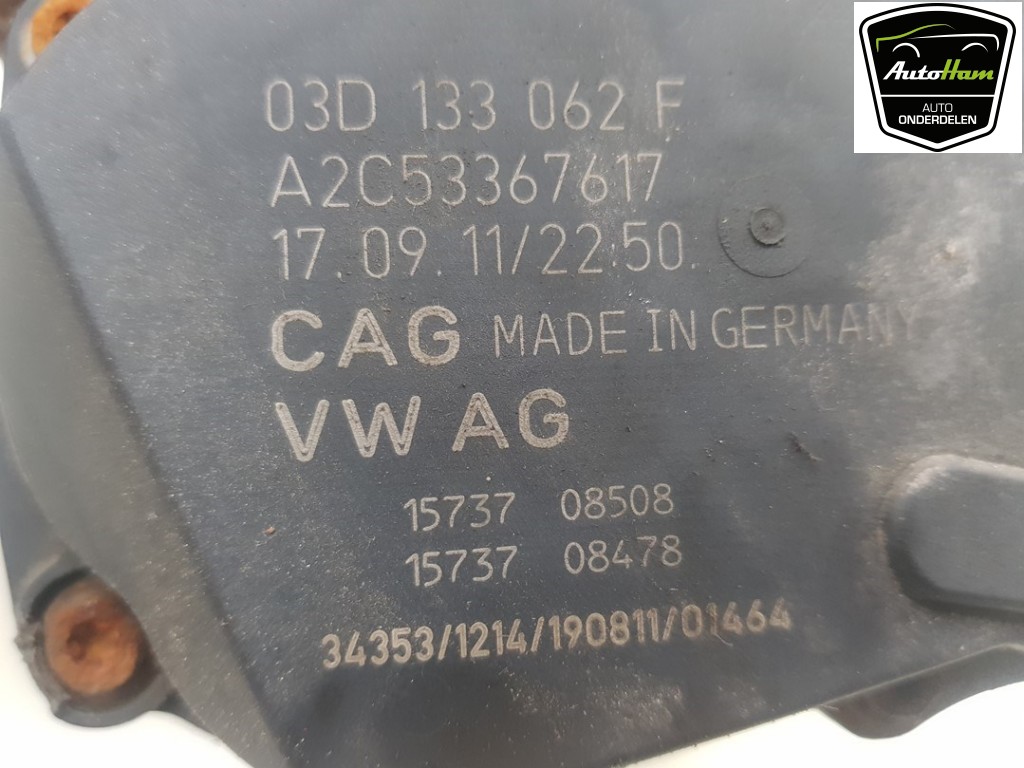 AutoHam
AUTO
ONDERDELEN
03D 133 062 F
A2C53367617
17.09.11/22:50
CAG MADE IN GERMANY
VW AG
15737 08508
15737 08478
34353/1214/190811/01464